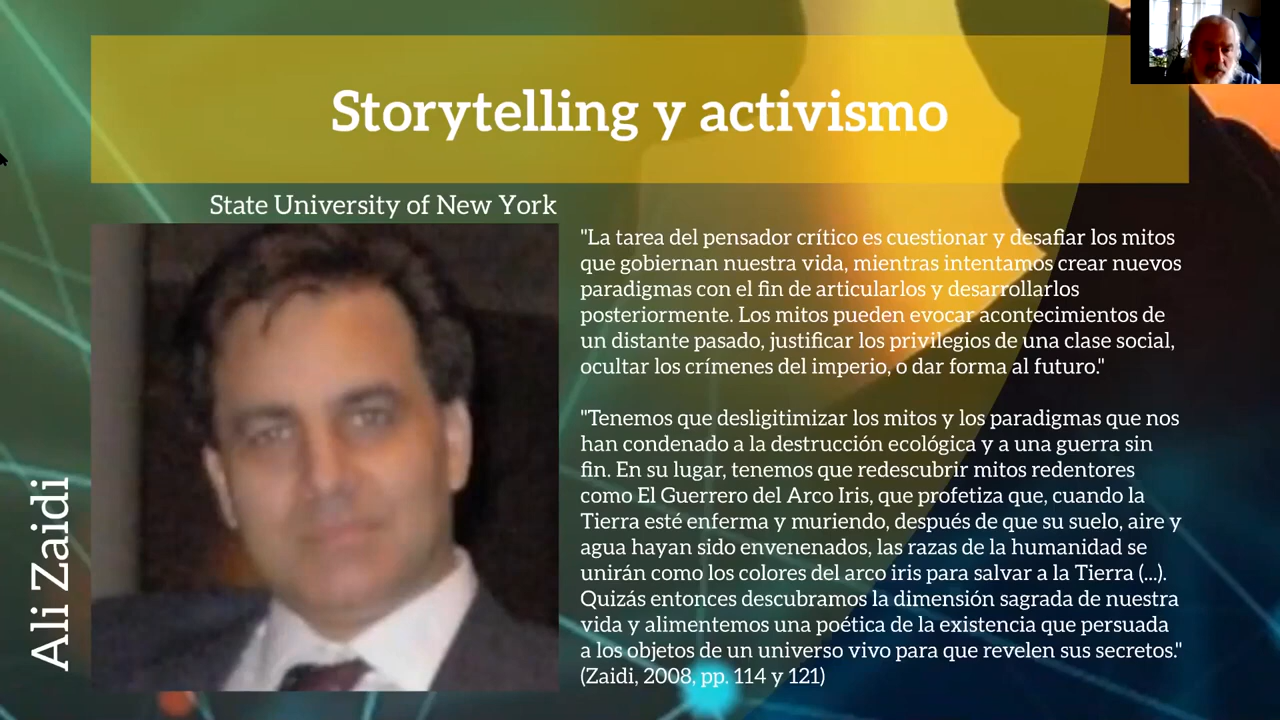 Storytelling y activismo
State University of New York
Ali Zaidi
"La tarea del pensador crítico es cuestionar y desafiar los mitos
que gobiernan nuestra vida, mientras intentamos crear nuevos
paradigmas con el fin de articularlos y desarrollarlos
posteriormente. Los mitos pueden evocar acontecimientos de
un distante pasado, justificar los privilegios de una clase social,
ocultar los crímenes del imperio, o dar forma al futuro."
"Tenemos que desligitimizar los mitos y los paradigmas que nos
han condenado a la destrucción ecológica y a una guerra sin
fin. En su lugar, tenemos que redescubrir mitos redentores
como El Guerrero del Arco Iris, que profetiza que, cuando la
Tierra esté enferma y muriendo, después de que su suelo, aire y
agua hayan sido envenenados, las razas de la humanidad se
unirán como los colores del arco iris para salvar a la Tierra (...).
Quizás entonces descubramos la dimensión sagrada de nuestra
vida y alimentemos una poética de la existencia que persuada
a los objetos de un universo vivo para que revelen sus secretos."
(Zaidi, 2008, pp. 114 y 121)